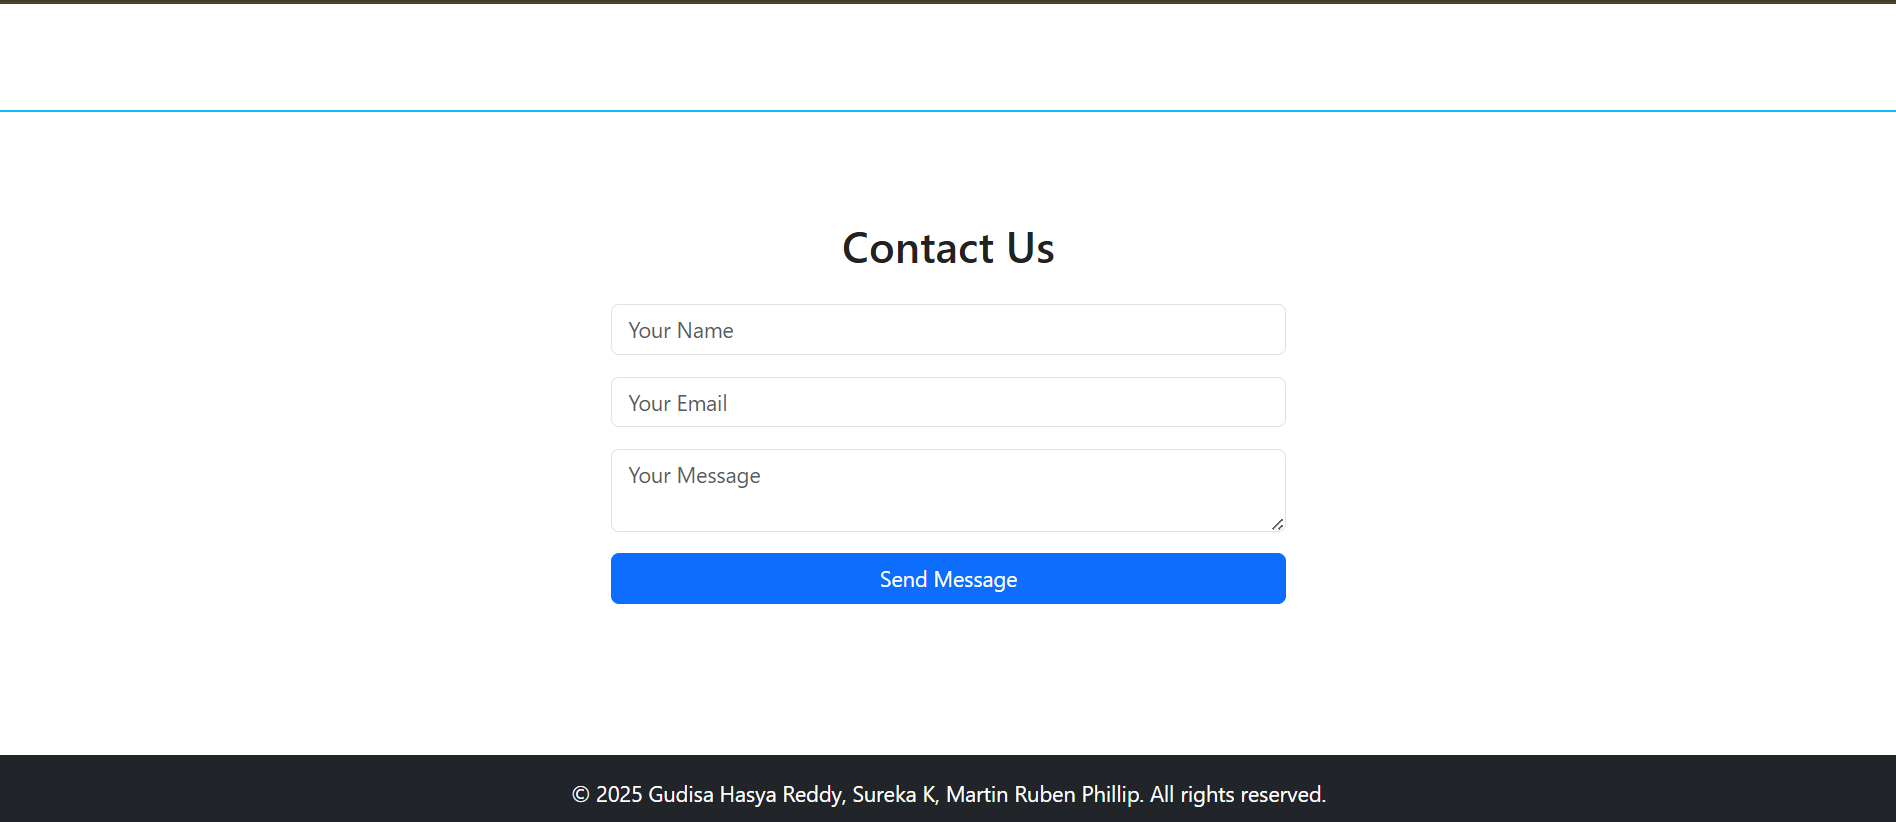 Contact Us
Your Name
Your Email
Your Message
Send Message
© 2025 Gudisa Hasya Reddy, Sureka K, Martin Ruben Phillip. All rights reserved.